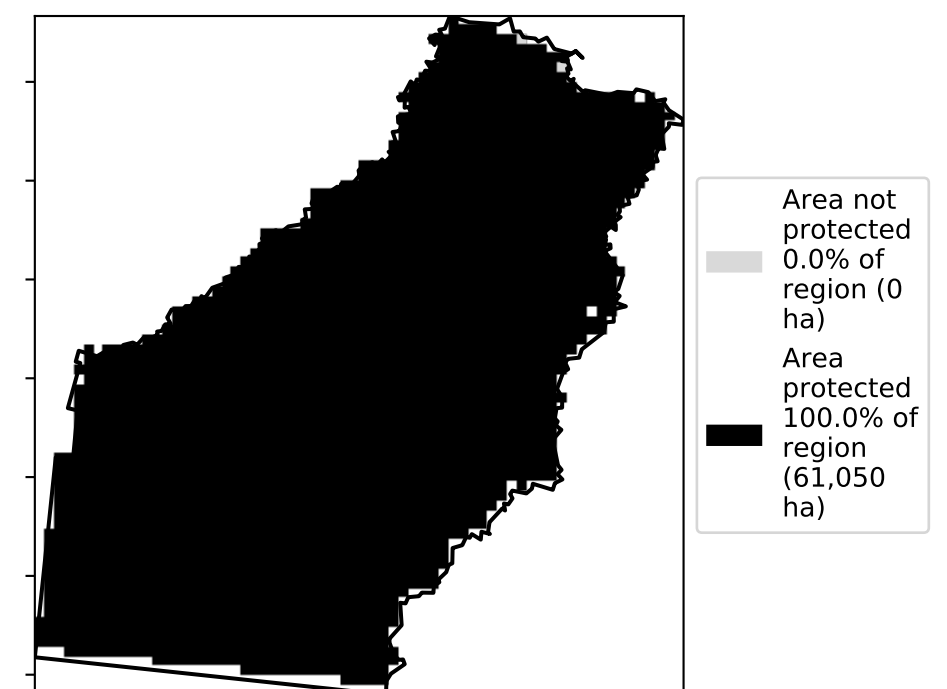 Area not
protected
0.0% of
region (0
ha)
Area
protected
100.0% of
region
(61,050
ha)